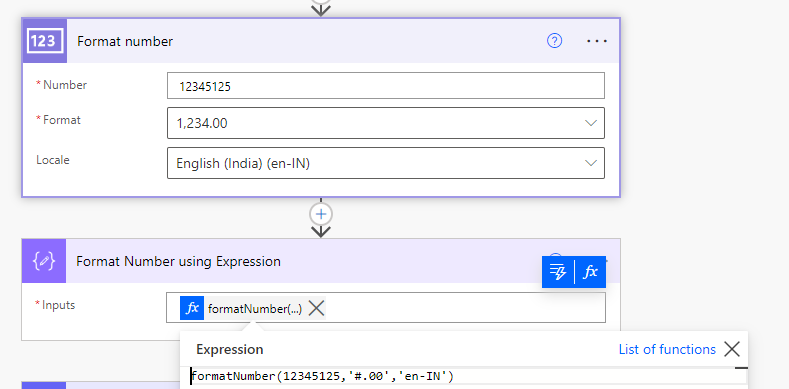 123 Format number
* Number 12345125
* Format 1,234.00
Locale English (India) (en-IN)
Format Number using Expression
fx
* Inputs fx formatNumber(...)
Expression List of functions
formatNumber(12345125,'#.00','en-IN')